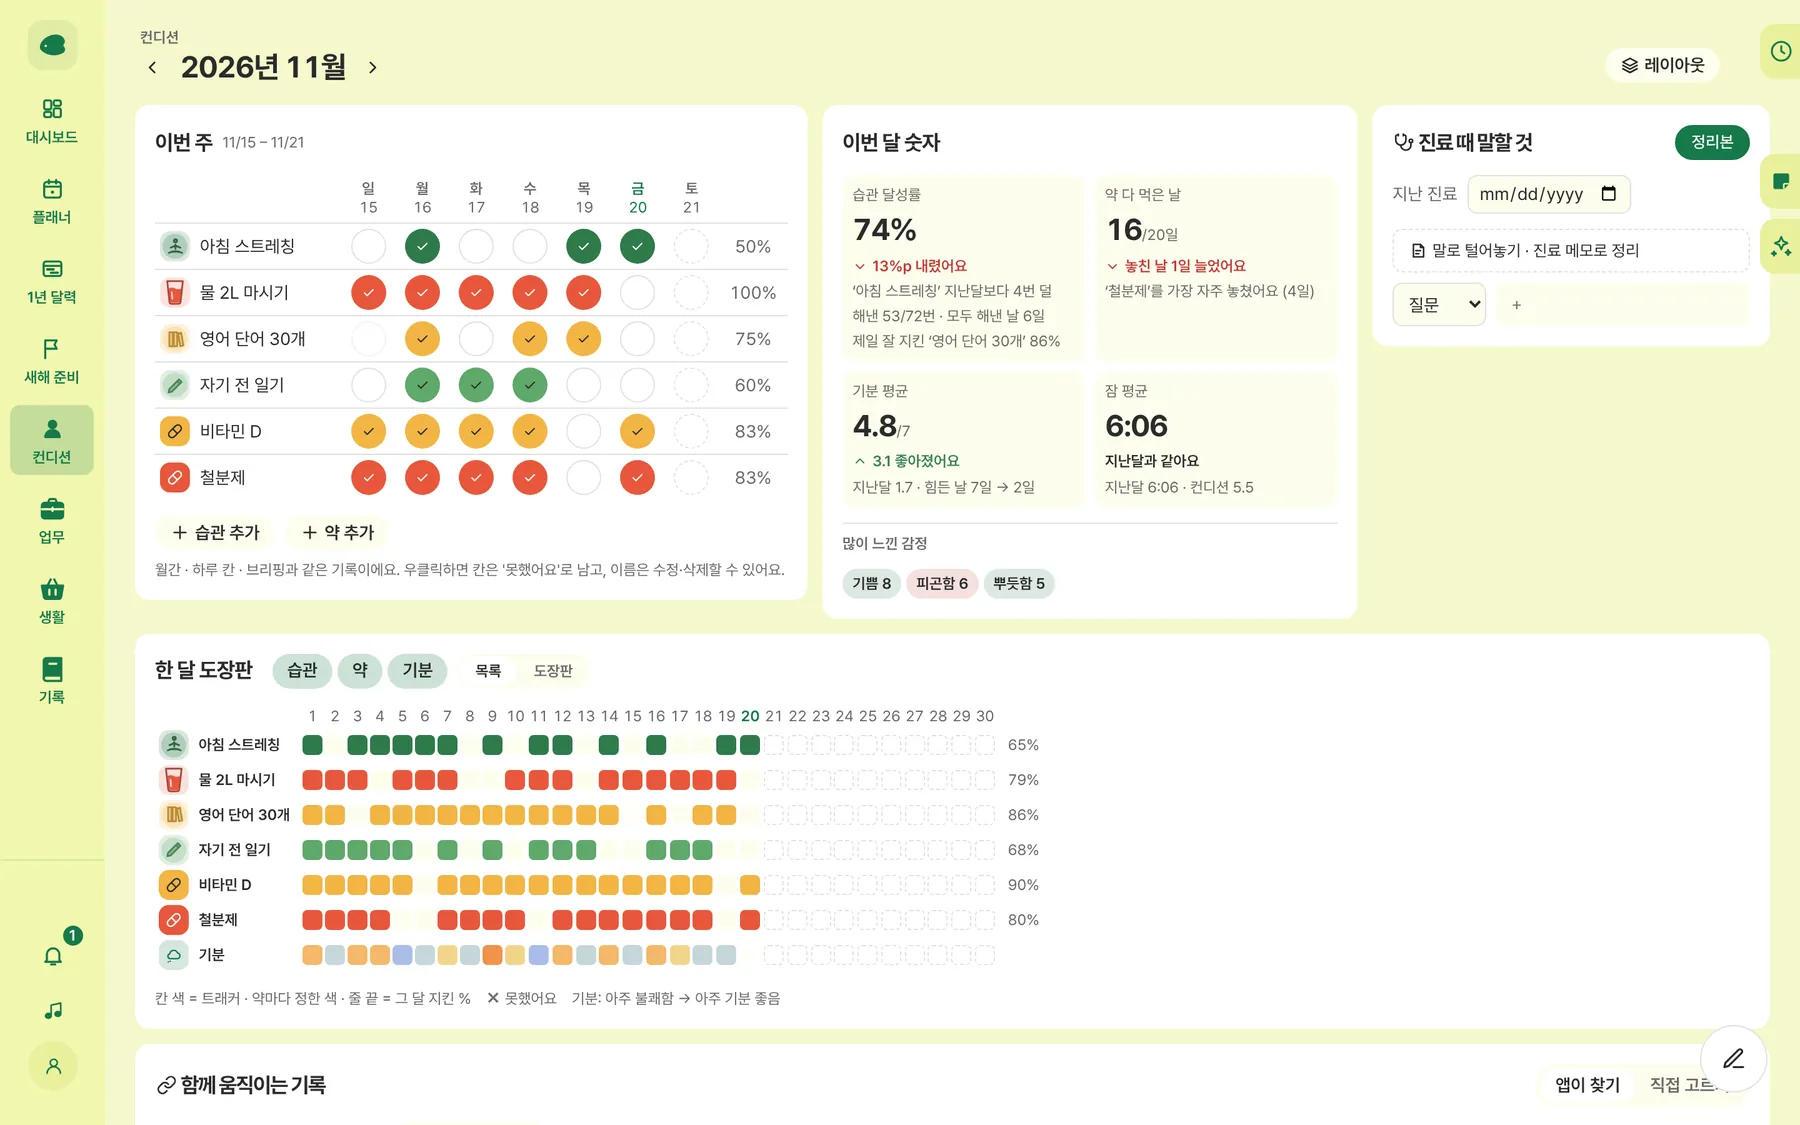 대시보드
플래너
1년 달력
새해 준비
컨디션
업무
생활
기록
1
컨디션
2026년 11월
레이아웃
이번 주 11/15 – 11/21
일 월 화 수 목 금 토
15 16 17 18 19 20 21
아침 스트레칭 50%
물 2L 마시기 100%
영어 단어 30개 75%
자기 전 일기 60%
비타민 D 83%
철분제 83%
+ 습관 추가 + 약 추가
월간 · 하루 칸 · 브리핑과 같은 기록이에요. 우클릭하면 칸은 '못했어요'로 남고, 이름은 수정·삭제할 수 있어요.
이번 달 숫자
습관 달성률
74%
13%p 내렸어요
‘아침 스트레칭’ 지난달보다 4번 덜
해낸 53/72번 · 모두 해낸 날 6일
제일 잘 지킨 ‘영어 단어 30개’ 86%
약 다 먹은 날
16/20일
놓친 날 1일 늘었어요
‘철분제’를 가장 자주 놓쳤어요 (4일)
기분 평균
4.8/7
3.1 좋아졌어요
지난달 1.7 · 힘든 날 7일 → 2일
잠 평균
6:06
지난달과 같아요
지난달 6:06 · 컨디션 5.5
많이 느낀 감정
기쁨 8 피곤함 6 뿌듯함 5
진료 때 말할 것 정리본
지난 진료 mm/dd/yyyy
말로 털어놓기 · 진료 메모로 정리
질문 +
한 달 도장판 습관 약 기분 목록 도장판
1 2 3 4 5 6 7 8 9 10 11 12 13 14 15 16 17 18 19 20 21 22 23 24 25 26 27 28 29 30
아침 스트레칭 65%
물 2L 마시기 79%
영어 단어 30개 86%
자기 전 일기 68%
비타민 D 90%
철분제 80%
기분
칸 색 = 트래커 · 약마다 정한 색 · 줄 끝 = 그 달 지킨 % ✕ 못했어요 기분: 아주 불쾌함 → 아주 기분 좋음
함께 움직이는 기록 앱이 찾기 직접